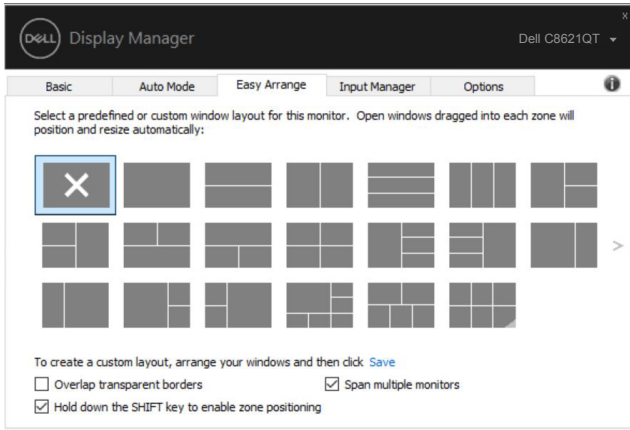 x
DELL Display Manager Dell C8621QT
Basic Auto Mode Easy Arrange Input Manager Options i
Select a predefined or custom window layout for this monitor. Open windows dragged into each zone will
position and resize automatically:
>
To create a custom layout, arrange your windows and then click Save
Overlap transparent borders Span multiple monitors
Hold down the SHIFT key to enable zone positioning